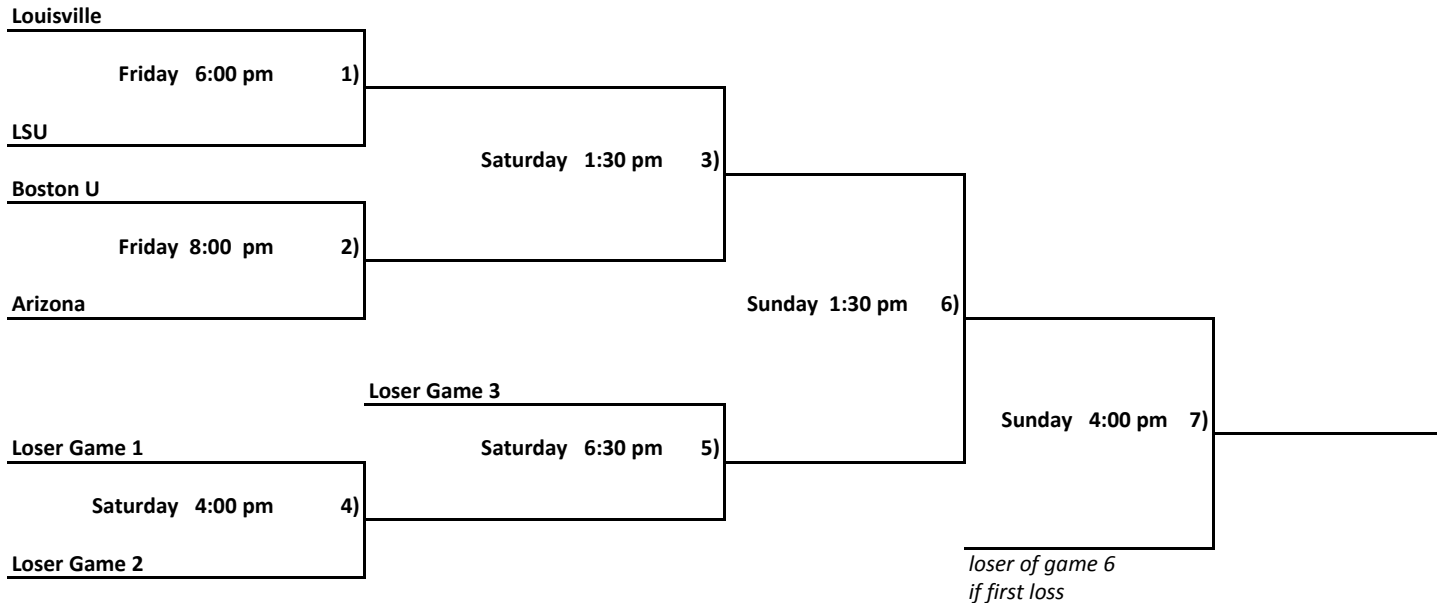 Louisville
Friday 6:00 pm 1)
LSU
Saturday 1:30 pm 3)
Boston U
Friday 8:00 pm 2)
Arizona
Sunday 1:30 pm 6)
Loser Game 3
Sunday 4:00 pm 7)
Loser Game 1
Saturday 6:30 pm 5)
Saturday 4:00 pm 4)
Loser Game 2
loser of game 6
if first loss